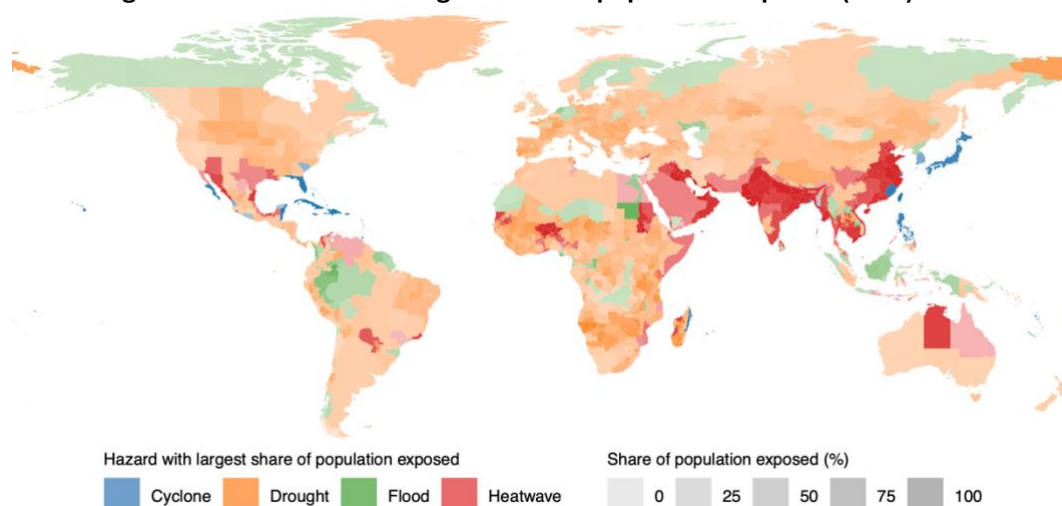 Hazard with largest share of population exposed
Share of population exposed (%)
Cyclone Drought Flood Heatwave
0 25 50 75 100